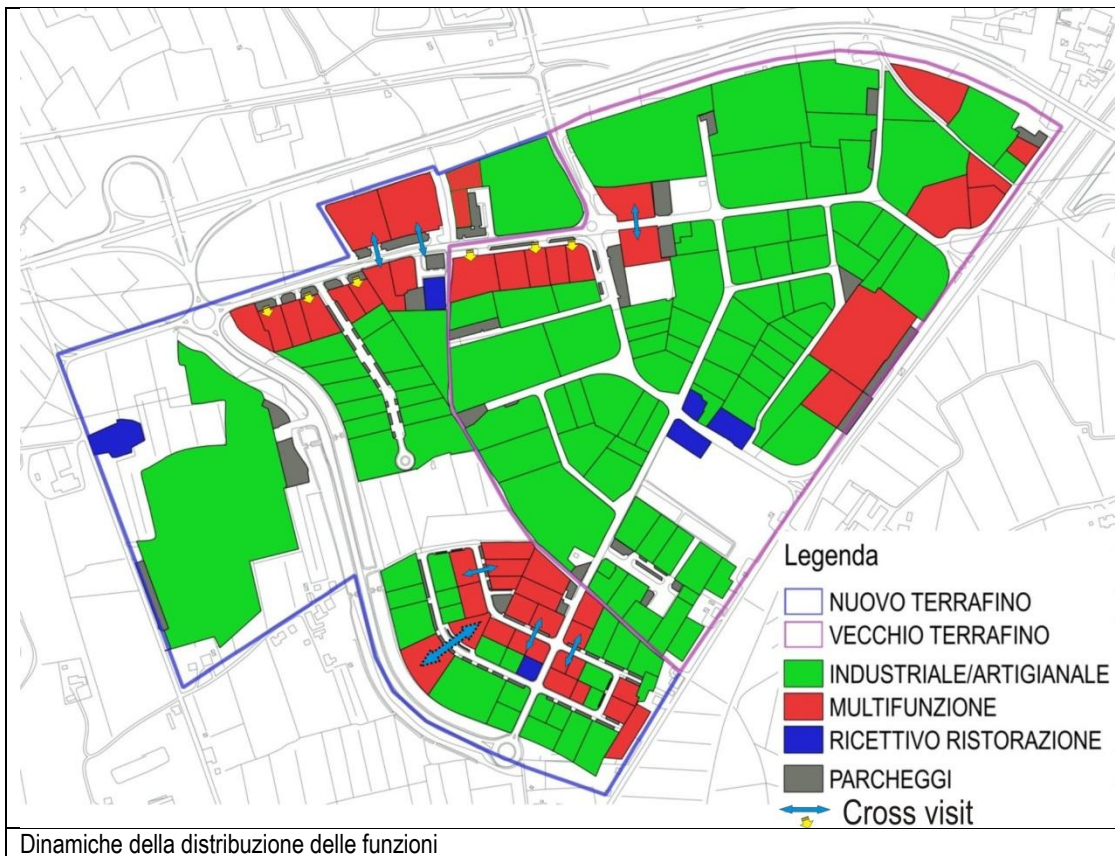 Legenda
NUOVO TERRAFINO
VECCHIO TERRAFINO
INDUSTRIALE/ARTIGIANALE
MULTIFUNZIONE
RICETTIVO RISTORAZIONE
PARCHEGGI
Cross visit
Dinamiche della distribuzione delle funzioni